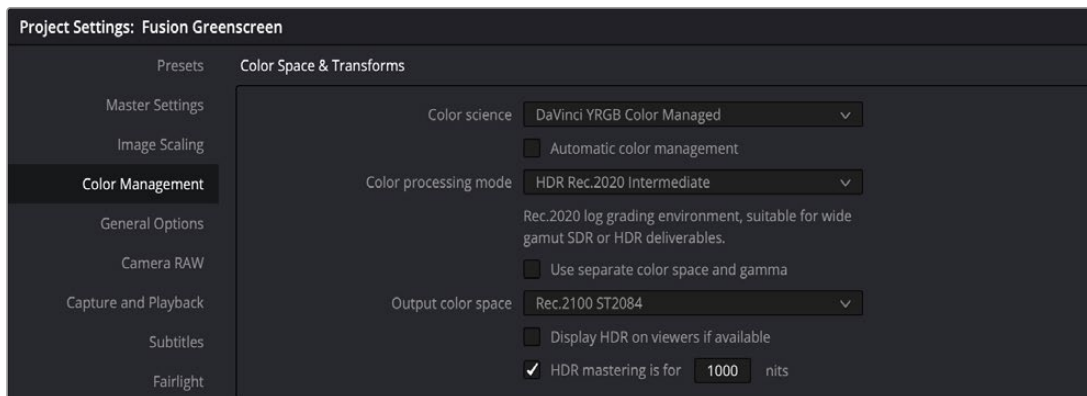 Project Settings: Fusion Greenscreen
Presets
Master Settings
Image Scaling
Color Management
General Options
Camera RAW
Capture and Playback
Subtitles
Fairlight
Color Space & Transforms
Color science DaVinci YRGB Color Managed
Automatic color management
Color processing mode HDR Rec.2020 Intermediate
Rec.2020 log grading environment, suitable for wide
gamut SDR or HDR deliverables.
Use separate color space and gamma
Output color space Rec.2100 ST2084
Display HDR on viewers if available
HDR mastering is for 1000 nits